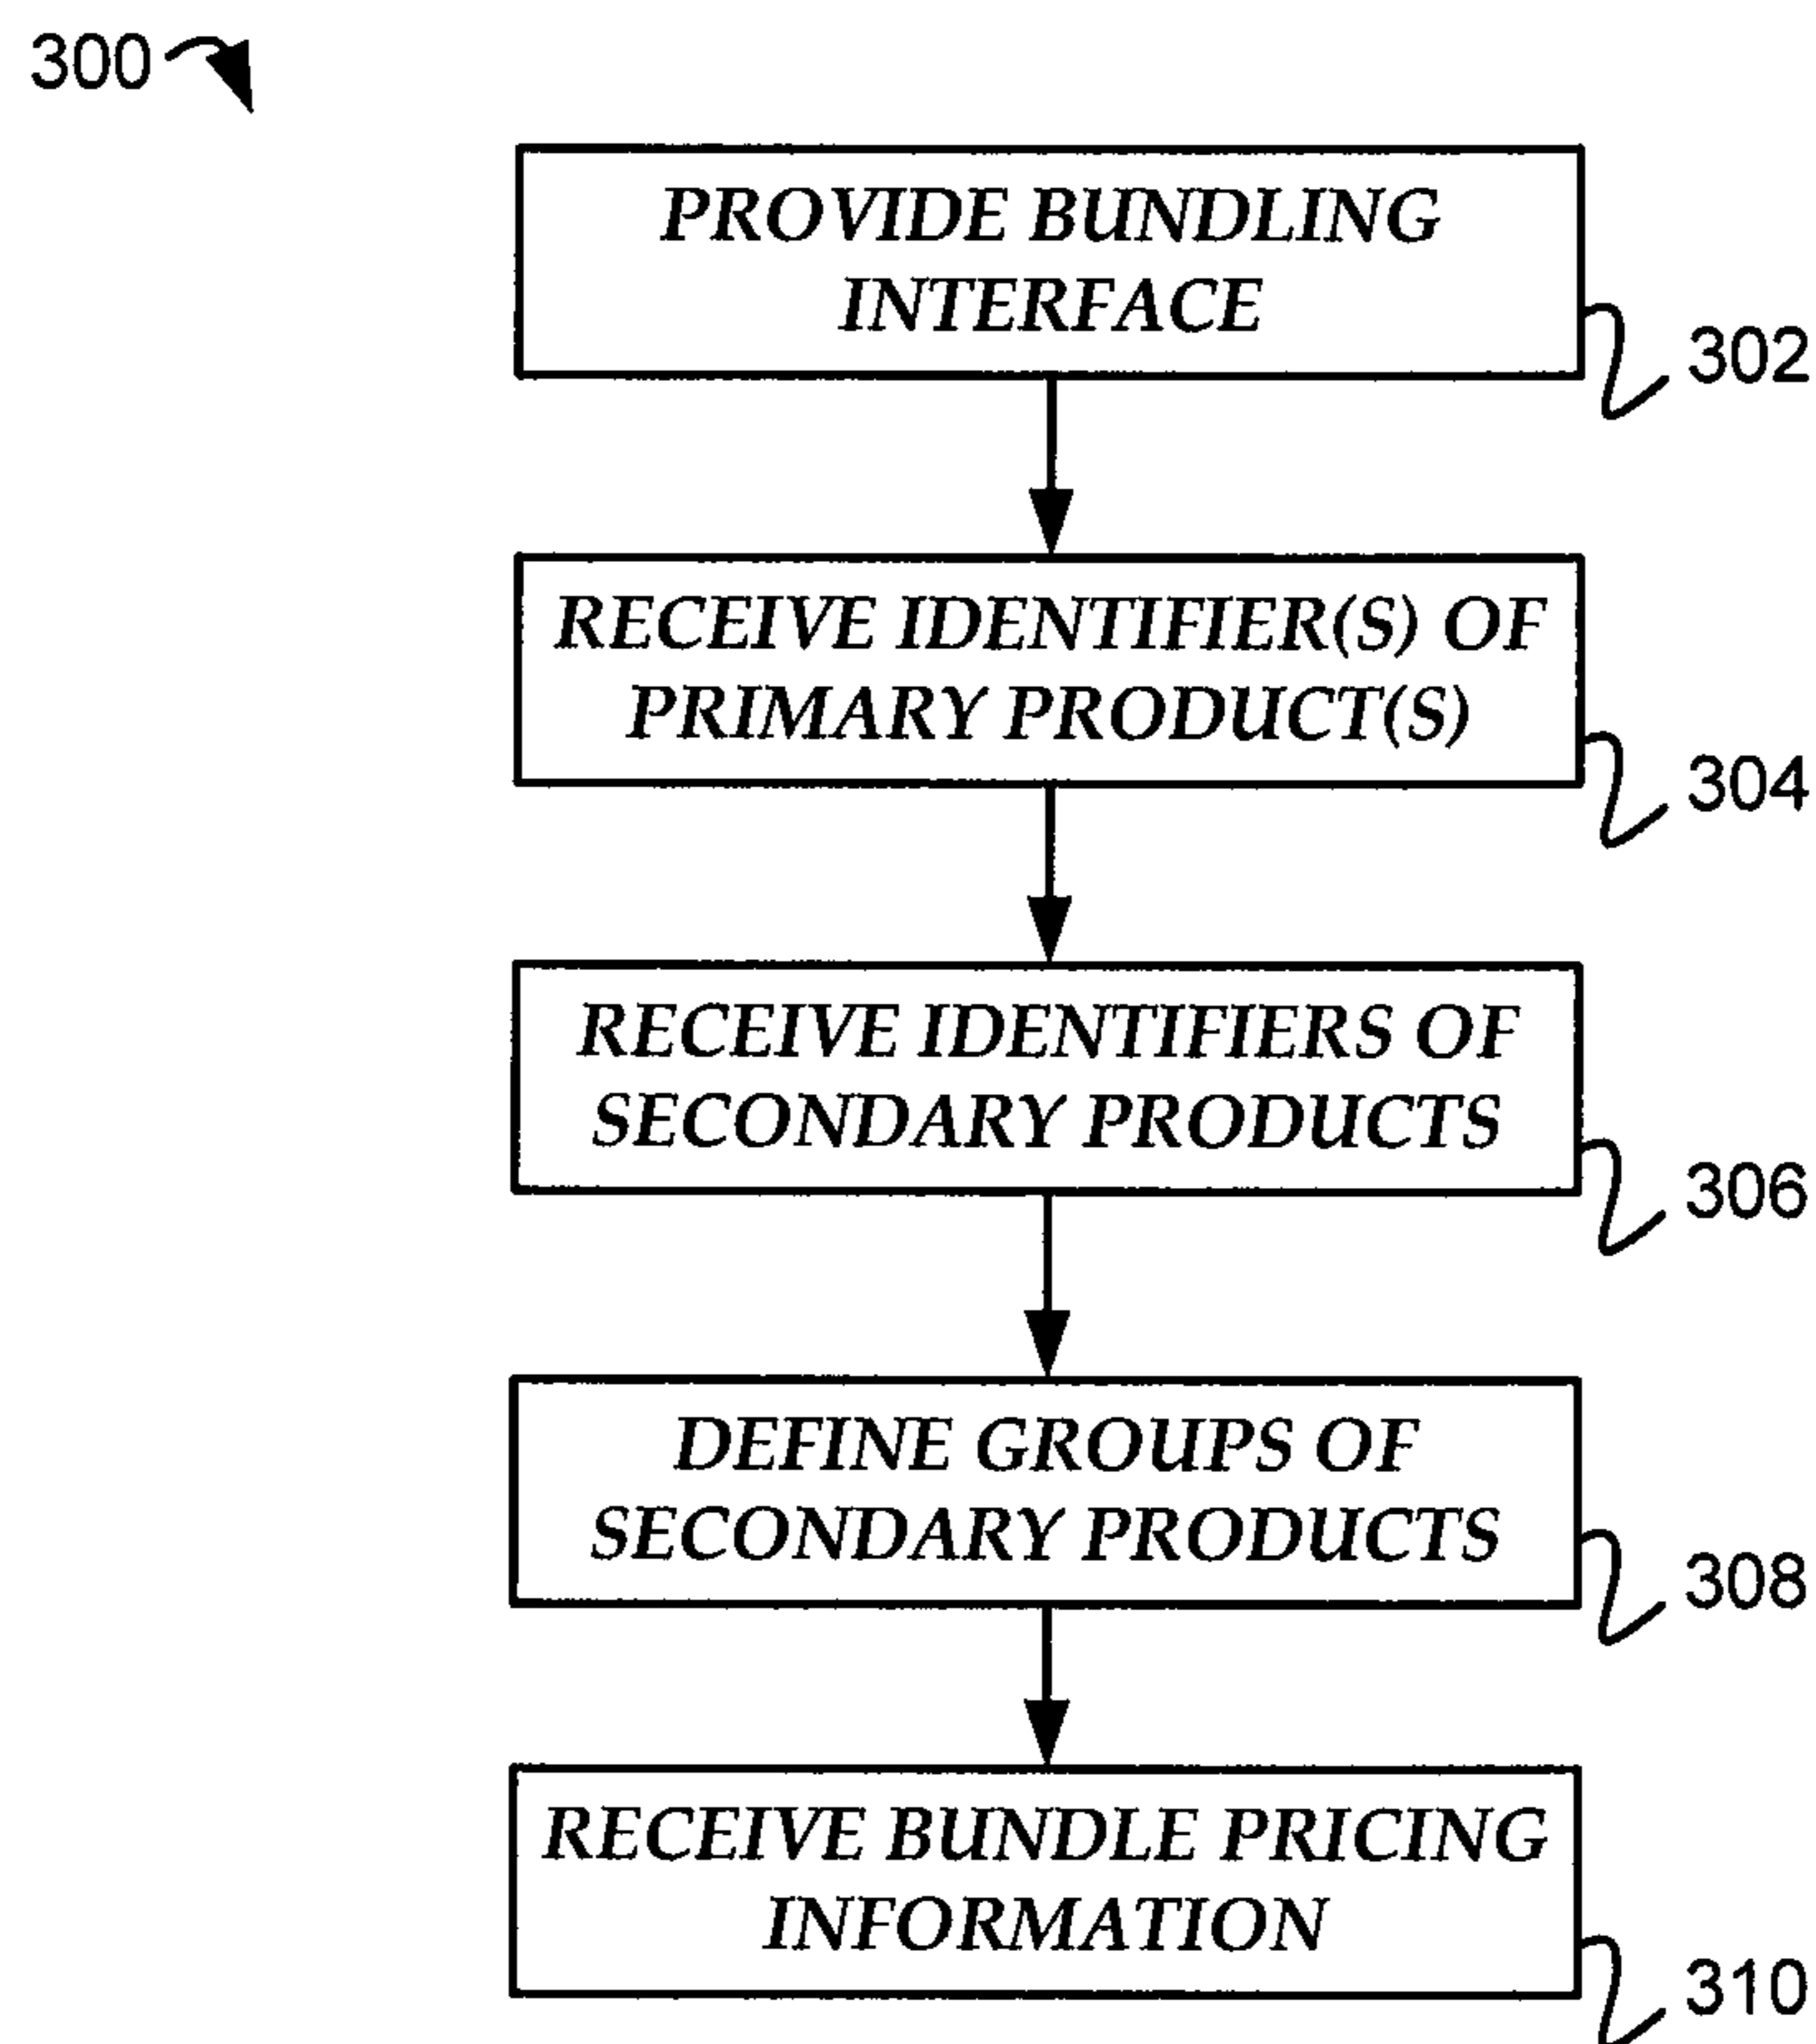 300
PROVIDE BUNDLING
INTERFACE
302
RECEIVE IDENTIFIER(S) OF
PRIMARY PRODUCT(S)
304
RECEIVE IDENTIFIERS OF
SECONDARY PRODUCTS
306
DEFINE GROUPS OF
SECONDARY PRODUCTS
308
RECEIVE BUNDLE PRICING
INFORMATION
310